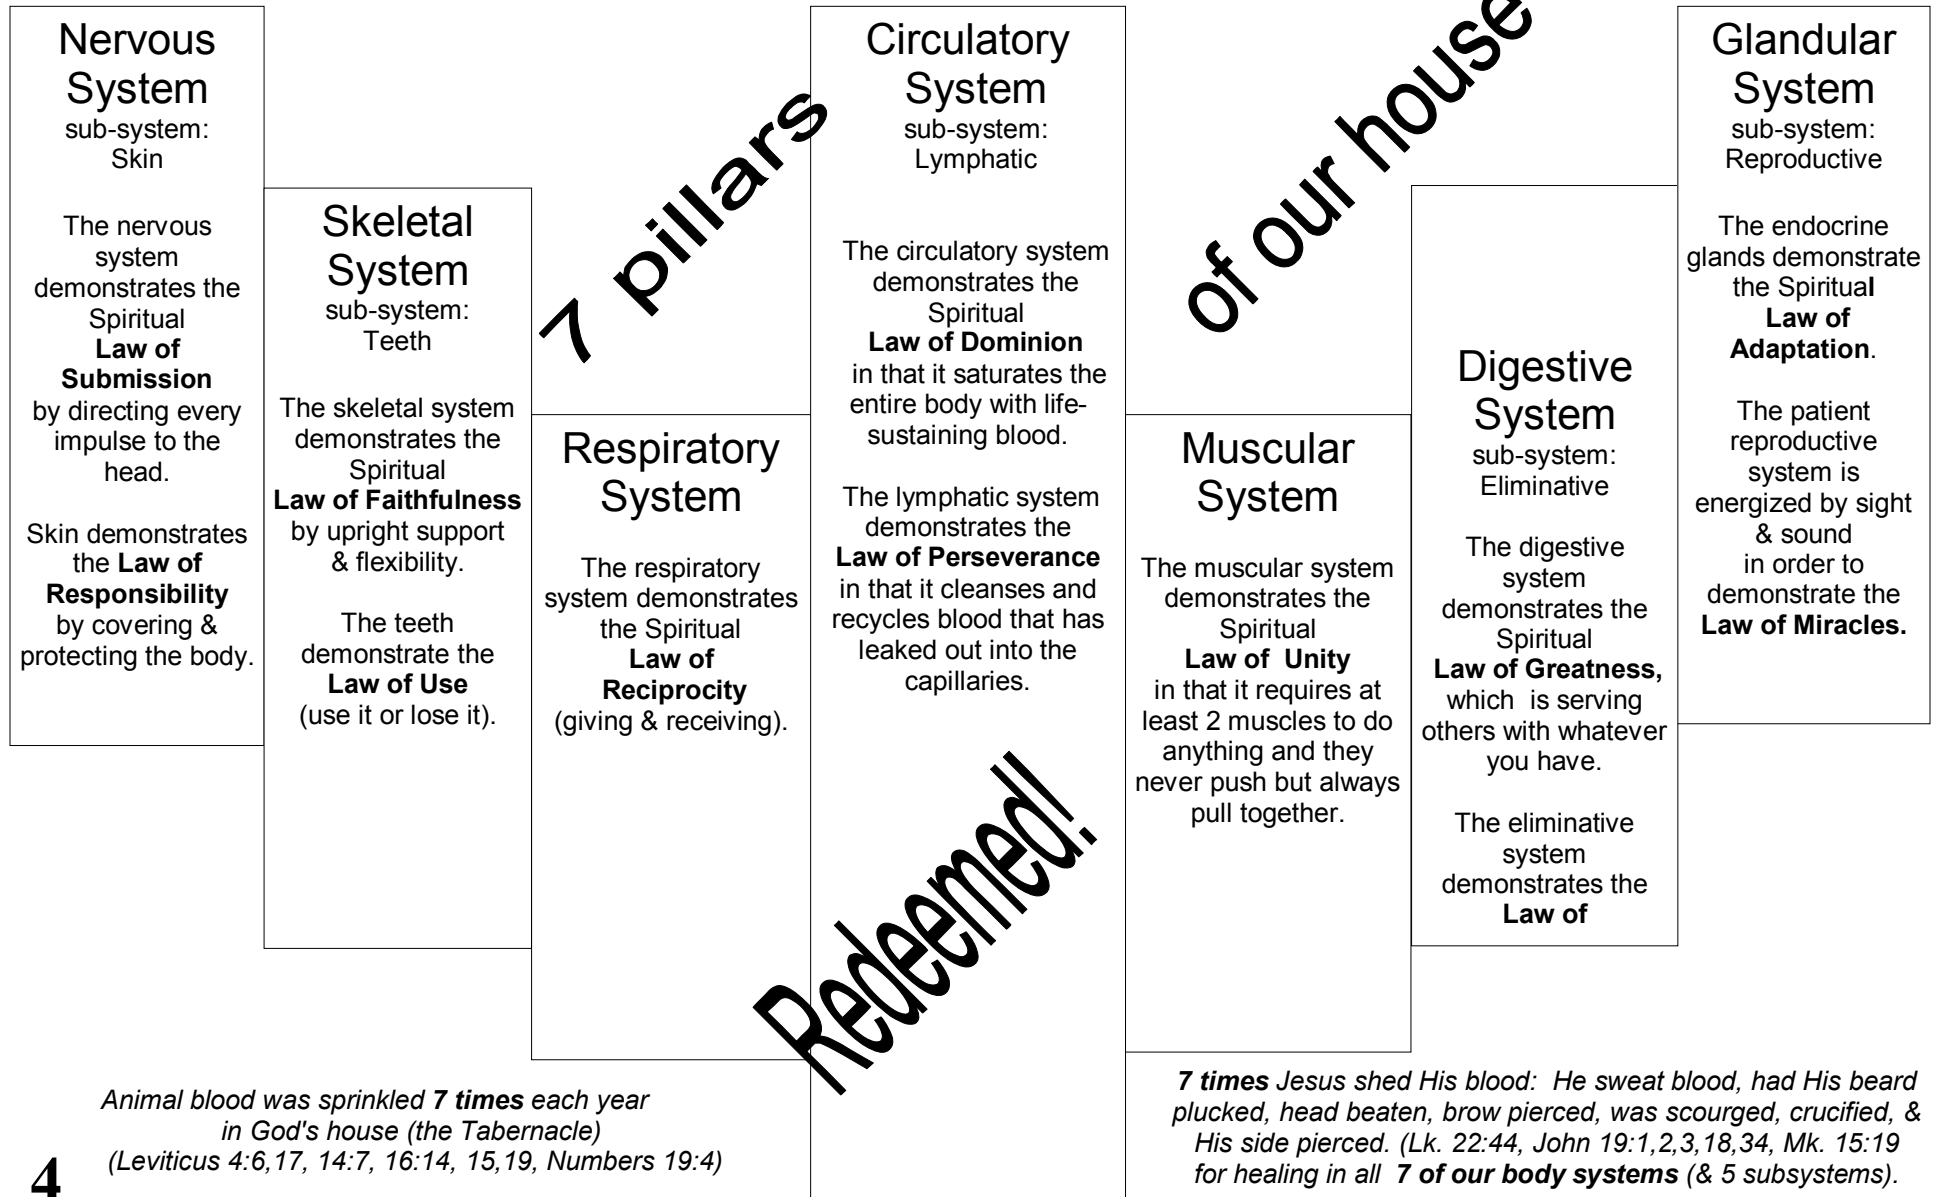 Nervous
System
sub-system:
Skin
The nervous
system
demonstrates the
Spiritual
Law of
Submission
by directing every
impulse to the
head.
Skin demonstrates
the Law of
Responsibility
by covering &
protecting the body.
Skeletal
System
sub-system:
Teeth
The skeletal system
demonstrates the
Spiritual
Law of Faithfulness
by upright support
& flexibility.
The teeth
demonstrate the
Law of Use
(use it or lose it).
7 pillars
Respiratory
System
The respiratory
system demonstrates
the Spiritual
Law of
Reciprocity
(giving & receiving).
Circulatory
System
sub-system:
Lymphatic
The circulatory system
demonstrates the
Spiritual
Law of Dominion
in that it saturates the
entire body with life-
sustaining blood.
The lymphatic system
demonstrates the
Law of Perseverance
in that it cleanses and
recycles blood that has
leaked out into the
capillaries.
of our house
Muscular
System
The muscular system
demonstrates the
Spiritual
Law of Unity
in that it requires at
least 2 muscles to do
anything and they
never push but always
pull together.
Digestive
System
sub-system:
Eliminative
The digestive
system
demonstrates the
Spiritual
Law of Greatness,
which is serving
others with whatever
you have.
The eliminative
system
demonstrates the
Law of
Glandular
System
sub-system:
Reproductive
The endocrine
glands demonstrate
the Spiritual
Law of
Adaptation.
The patient
reproductive
system is
energized by sight
& sound
in order to
demonstrate the
Law of Miracles.
Redeemed!
Animal blood was sprinkled 7 times each year
in God's house (the Tabernacle)
(Leviticus 4:6,17, 14:7, 16:14, 15,19, Numbers 19:4)
7 times Jesus shed His blood: He sweat blood, had His beard
plucked, head beaten, brow pierced, was scourged, crucified, &
His side pierced. (Lk. 22:44, John 19:1,2,3,18,34, Mk. 15:19
for healing in all 7 of our body systems (& 5 subsystems).
4